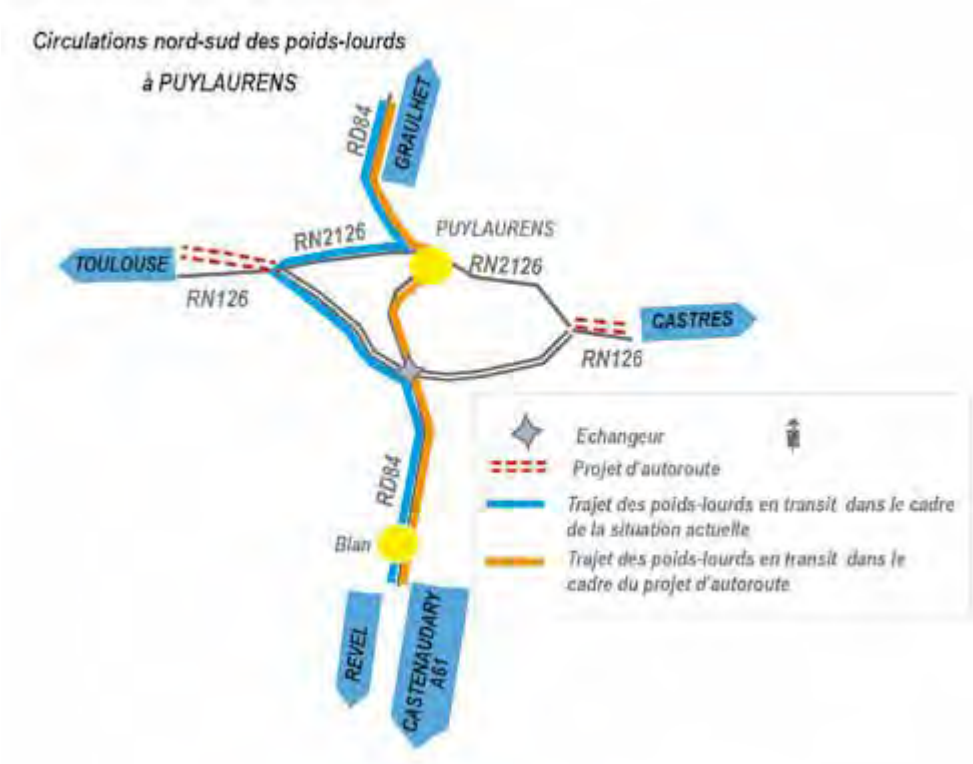 Circulations nord-sud des poids-lourds
à PUYLAURENS
RD84
GRAULHET
RN2126
PUYLAURENS
TOULOUSE
RN2126
RN126
CASTRES
RN126
RD84
Blan
REVEL
CASTENAUDARY
A61
Echangeur
Projet d'autoroute
Trajet des poids-lourds en transit dans le cadre
de la situation actuelle
Trajet des poids-lourds en transit dans le
cadre du projet d'autoroute